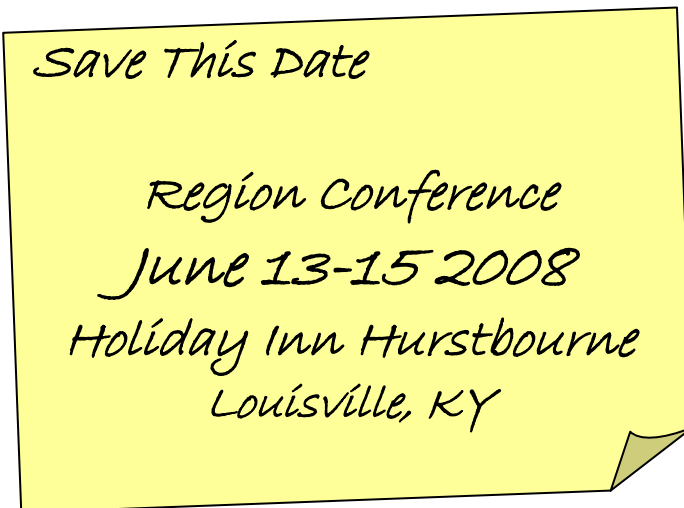 Save This Date
Region Conference
June 13-15 2008
Holiday Inn Hurstbourne
Louisville, KY